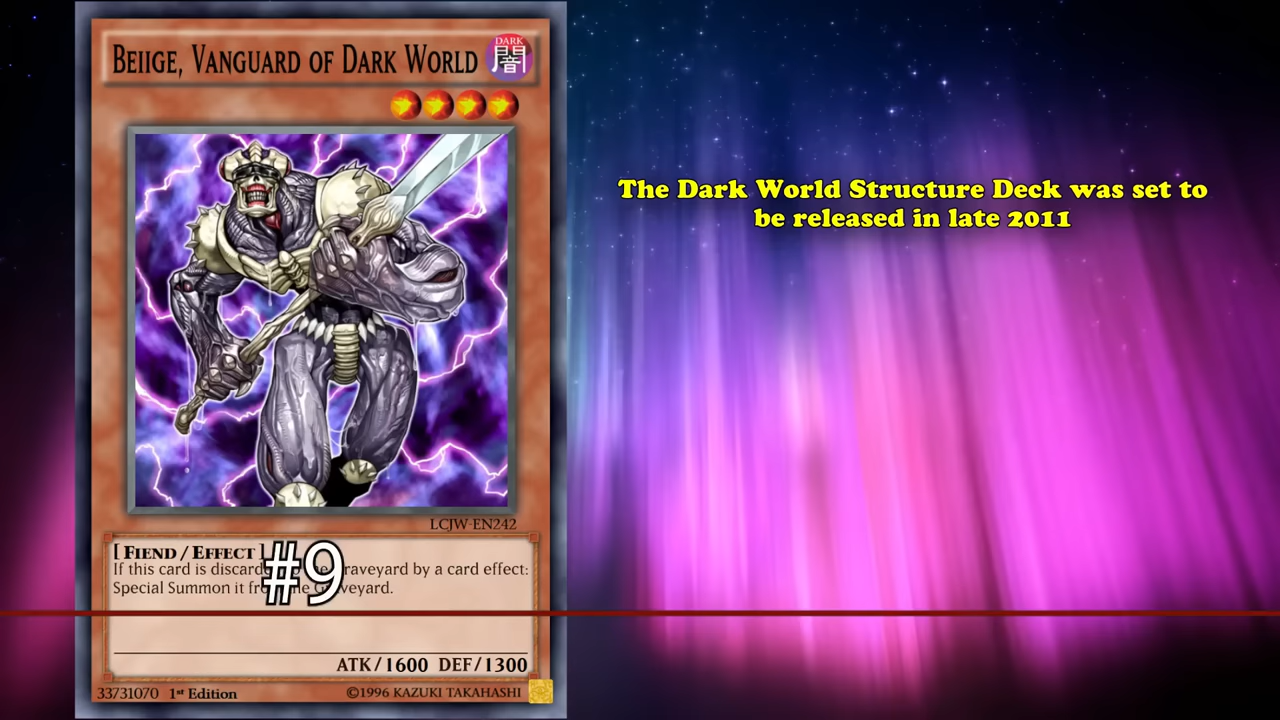 Beiige, Vanguard of Dark World
DARK
闇
The Dark World Structure Deck was set to
be released in late 2011
LCJW-EN242
[ Fiend / Effect ]
#9
If this card is discard raveyard by a card effect:
Special Summon it fr he G veyard.
ATK/1600 DEF/1300
33731070 1st Edition
©1996 KAZUKI TAKAHASHI